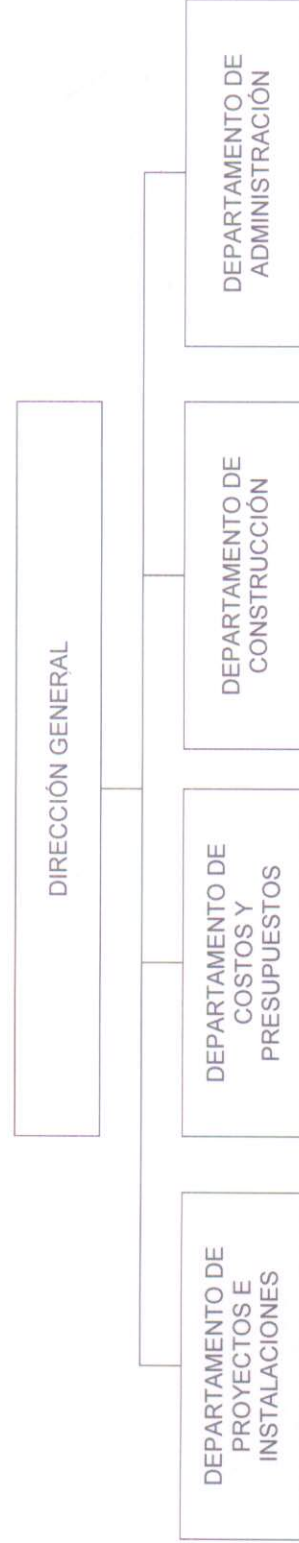 DIRECCIÓN GENERAL
DEPARTAMENTO DE
PROYECTOS E
INSTALACIONES
DEPARTAMENTO DE
COSTOS Y
PRESUPUESTOS
DEPARTAMENTO DE
CONSTRUCCIÓN
DEPARTAMENTO DE
ADMINISTRACIÓN